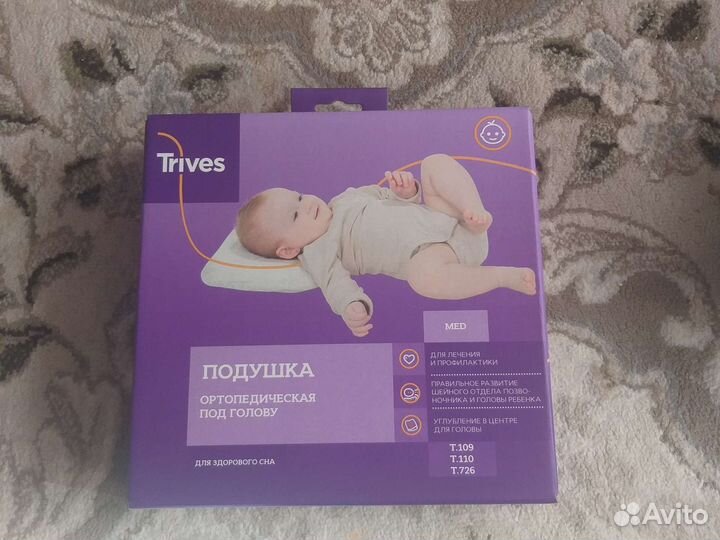 Trives
MED
ПОДУШКА
ОРТОПЕДИЧЕСКАЯ
ПОД ГОЛОВУ
ДЛЯ ЗДОРОВОГО СНА
ДЛЯ ЛЕЧЕНИЯ
И ПРОФИЛАКТИКИ
ПРАВИЛЬНОЕ РАЗВИТИЕ
ШЕЙНОГО ОТДЕЛА ПОЗВО-
НОЧНИКА И ГОЛОВЫ РЕБЕНКА
УГЛУБЛЕНИЕ В ЦЕНТРЕ
ДЛЯ ГОЛОВЫ
Т.109
Т.110
Т.726
Avito